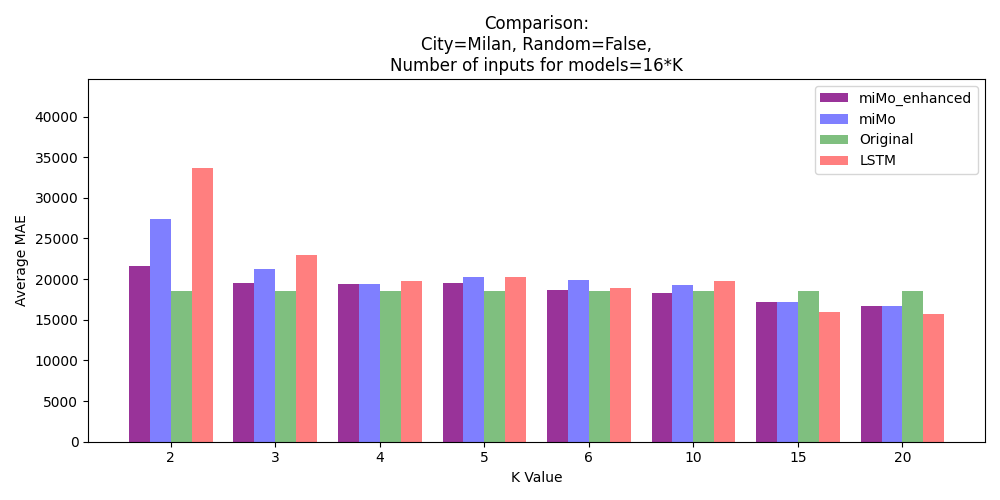 Comparison:
City=Milan, Random=False,
Number of inputs for models=16*K
miMo_enhanced
miMo
Original
LSTM
Average MAE
40000
35000
30000
25000
20000
15000
10000
5000
0
2 3 4 5 6 10 15 20
K Value